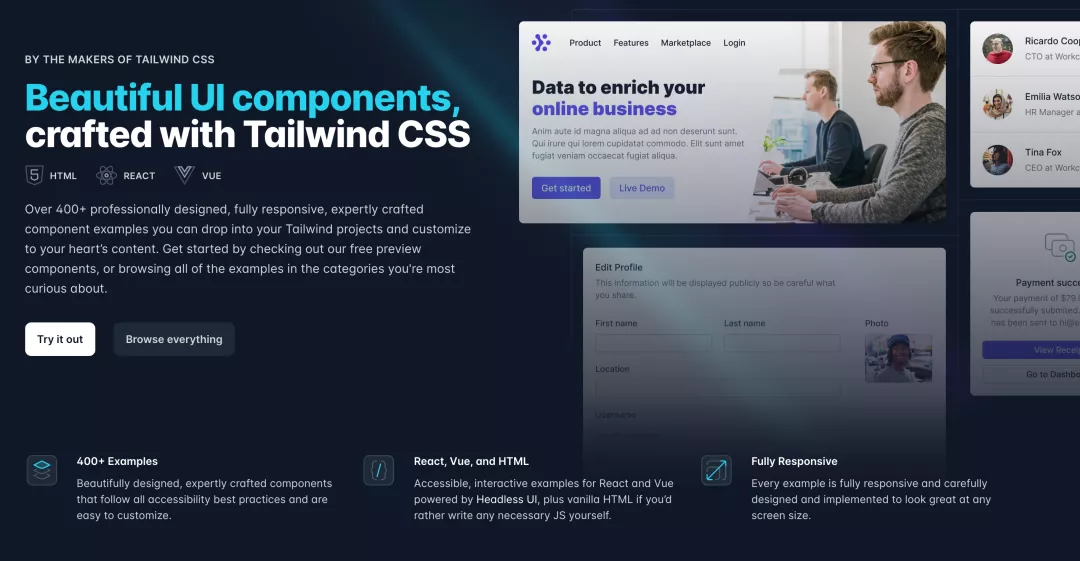 BY THE MAKERS OF TAILWIND CSS
Beautiful UI components,
crafted with Tailwind CSS
HTML
REACT
VUE
Over 400+ professionally designed, fully responsive, expertly crafted
component examples you can drop into your Tailwind projects and customize
to your heart's content. Get started by checking out our free preview
components, or browsing all of the examples in the categories you're most
curious about.
Try it out
Browse everything
Product
Features
Marketplace
Login
Data to enrich your
online business
Anim aute id magna aliqua ad ad non deserunt sunt.
Qui irure qui lorem cupidatat commodo. Elit sunt amet
fugiat veniam occaecat fugiat aliqua.
Get started
Live Demo
Ricardo Coop
CTO at Workc
Emilia Watso
HR Manager a
Tina Fox
CEO at Workc
Edit Profile
This information will be displayed publicly so be careful what
you share.
First name
Last name
Photo
Location
Username
Payment succe
Your payment of $79.
successfully submised.
has been sent to hi@e
View Recei
Go to Dashbo
400+ Examples
Beautifully designed, expertly crafted components
that follow all accessibility best practices and are
easy to customize.
React, Vue, and HTML
Accessible, interactive examples for React and Vue
powered by Headless UI, plus vanilla HTML if you'd
rather write any necessary JS yourself.
Fully Responsive
Every example is fully responsive and carefully
designed and implemented to look great at any
screen size.